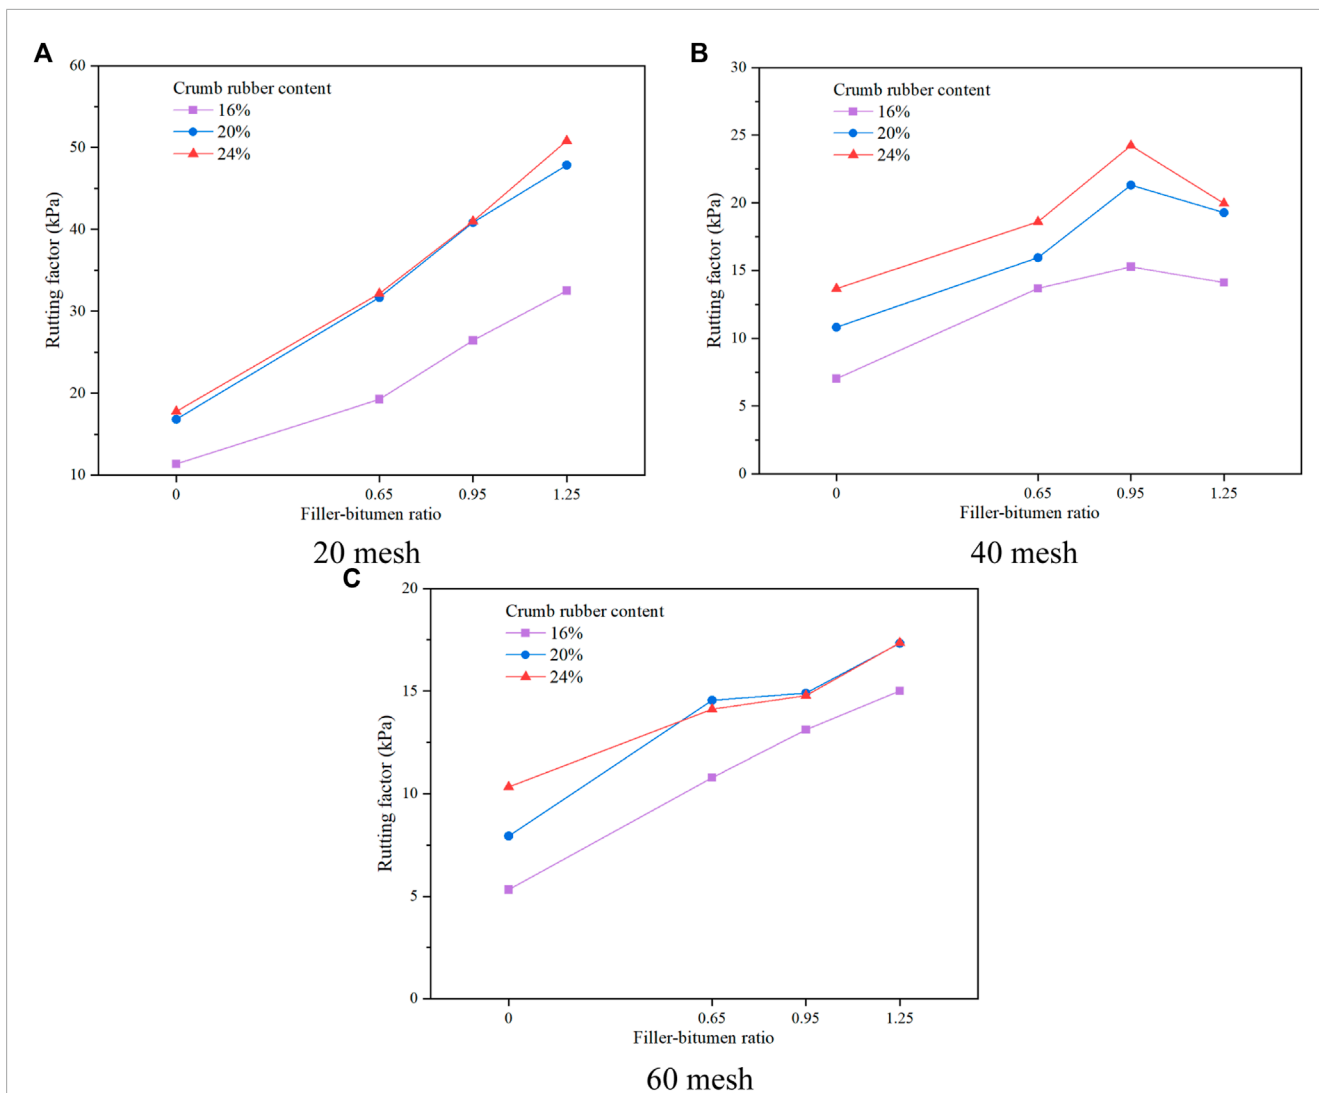 A
60
50
40
30
20
10
Rutting factor (kPa)
Crumb rubber content
16%
20%
24%
0 0.65 0.95 1.25
Filler-bitumen ratio
20 mesh
B
30
25
20
15
10
5
0
Rutting factor (kPa)
Crumb rubber content
16%
20%
24%
0 0.65 0.95 1.25
Filler-bitumen ratio
40 mesh
C
20
15
10
5
0
Rutting factor (kPa)
Crumb rubber content
16%
20%
24%
0 0.65 0.95 1.25
Filler-bitumen ratio
60 mesh